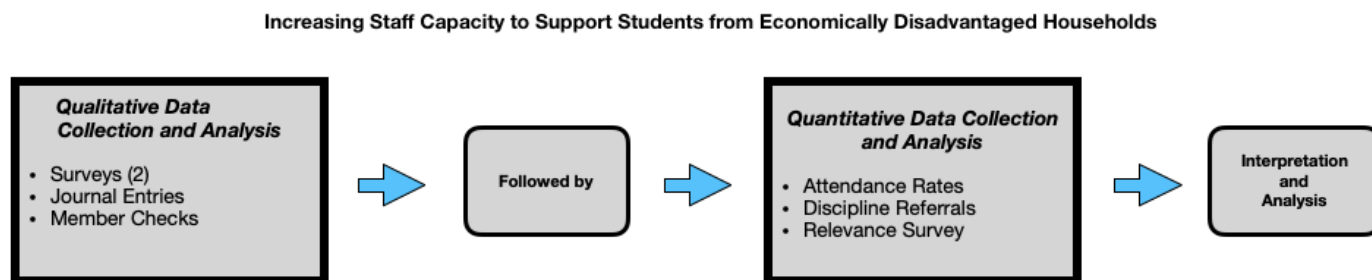 Increasing Staff Capacity to Support Students from Economically Disadvantaged Households
Qualitative Data
Collection and Analysis
• Surveys (2)
• Journal Entries
• Member Checks
Followed by
Quantitative Data Collection
and Analysis
• Attendance Rates
• Discipline Referrals
• Relevance Survey
Interpretation
and
Analysis